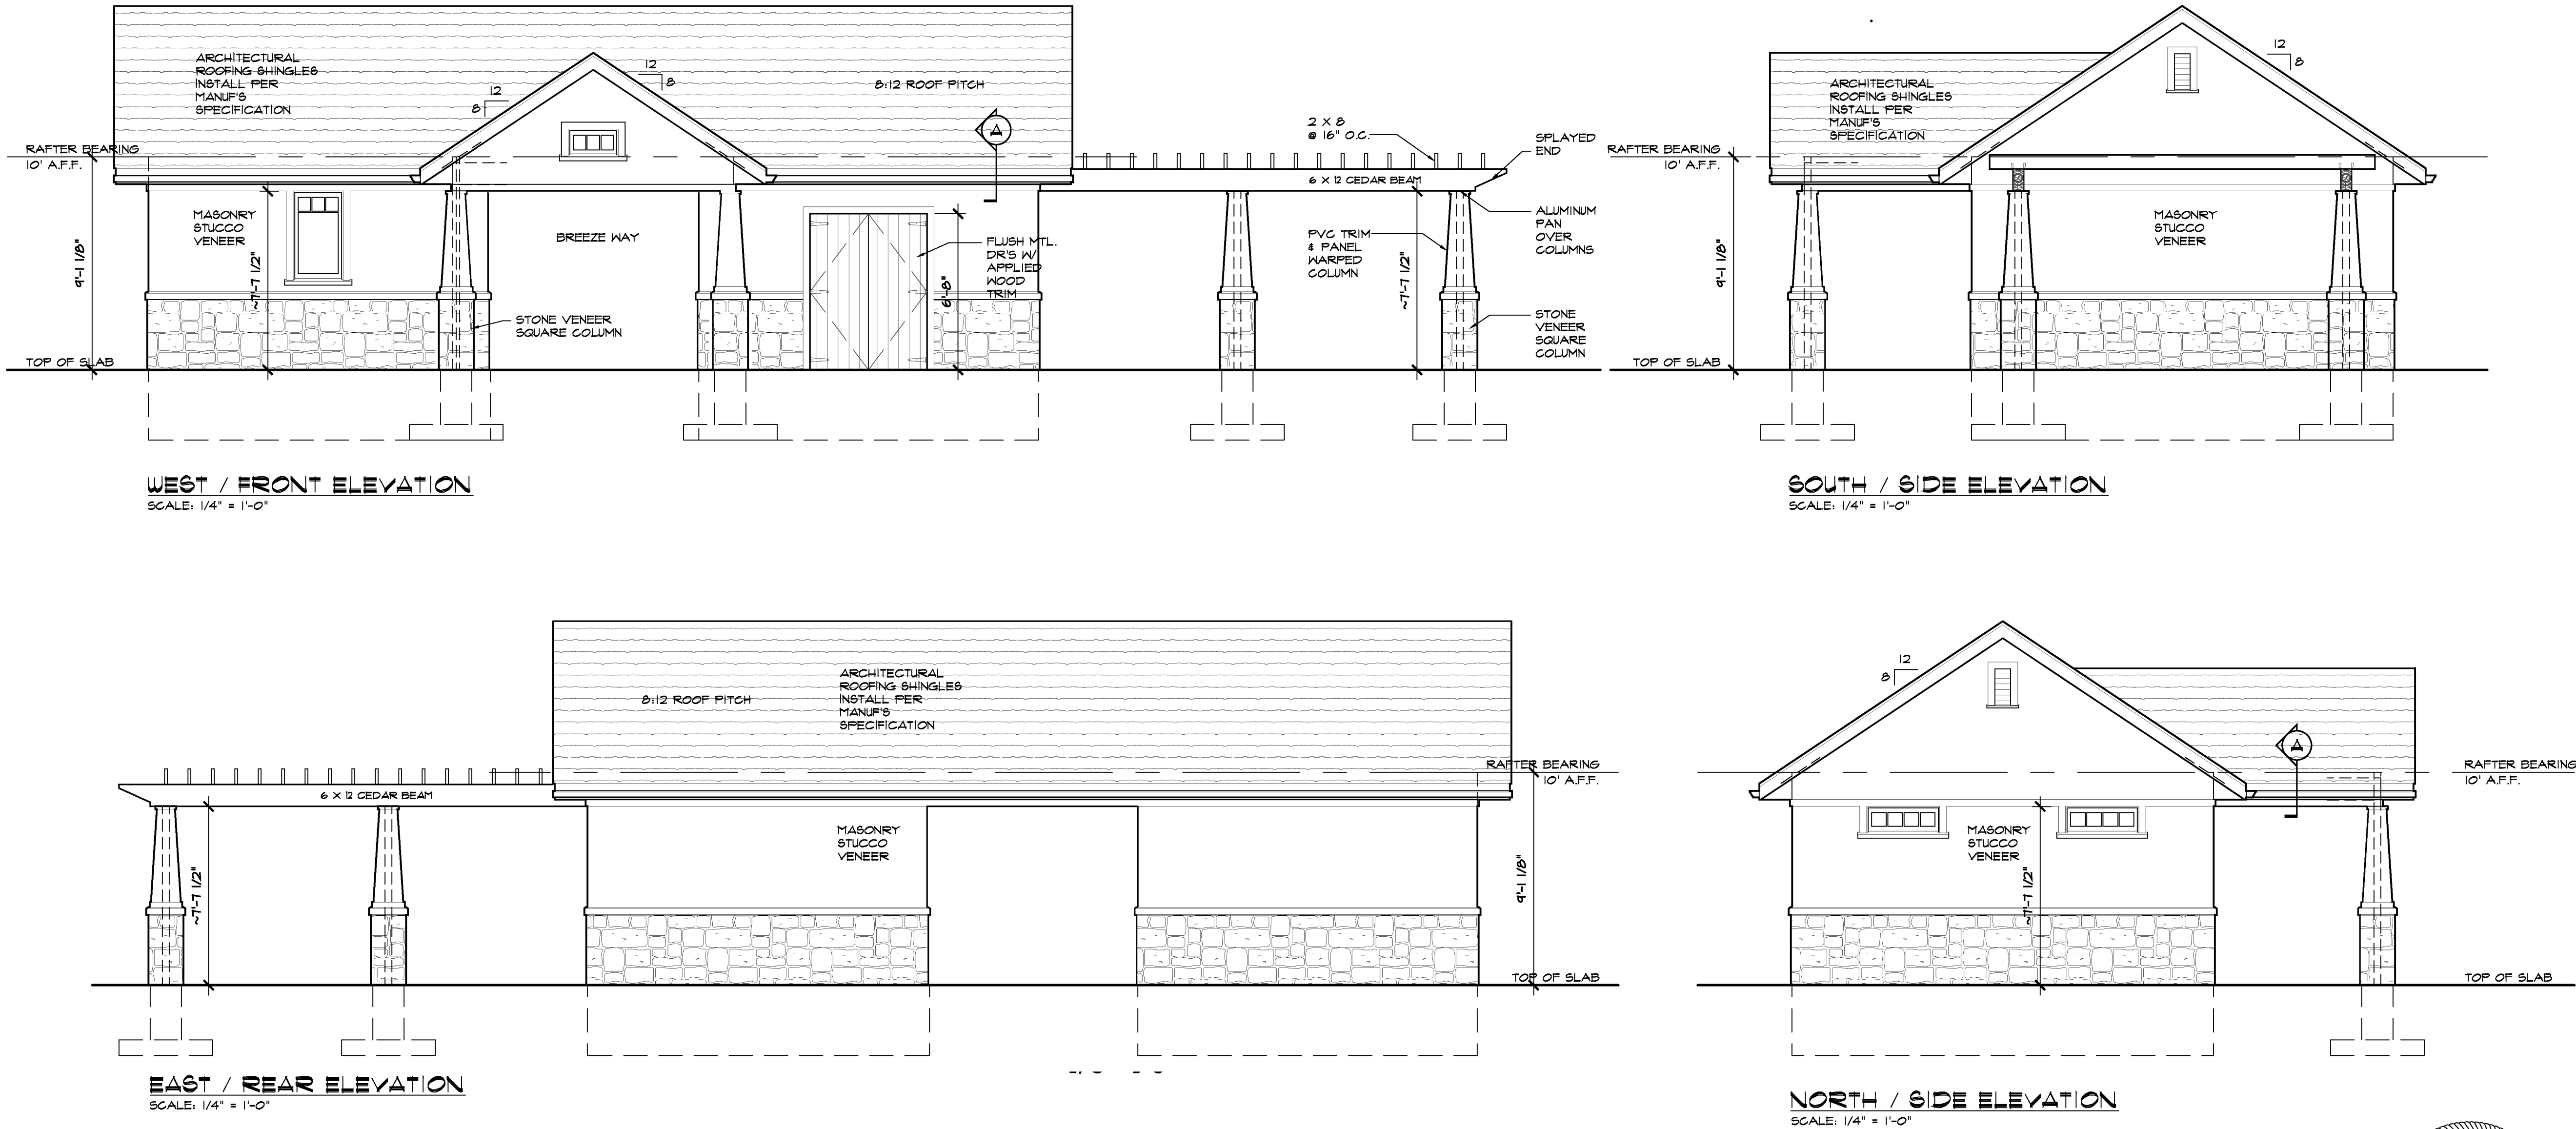 ARCHITECTURAL
ROOFING SHINGLES
INSTALL PER
MANUF'S
SPECIFICATION
12
8
12
8
8:12 ROOF PITCH
A
RAFTER BEARING
10' A.F.F.
2 X 8
@ 16" O.C.
SPLAYED
END
6 X 12 CEDAR BEAM
MASONRY
STUCCO
VENEER
BREEZE WAY
FLUSH MTL.
DR'S W/
APPLIED
WOOD
TRIM
PVC TRIM
& PANEL
WARPED
COLUMN
ALUMINUM
PAN
OVER
COLUMNS
9'-1 1/8"
~7'-7 1/2"
6'-8"
~7'-7 1/2"
STONE VENEER
SQUARE COLUMN
STONE
VENEER
SQUARE
COLUMN
TOP OF SLAB
WEST / FRONT ELEVATION
SCALE: 1/4" = 1'-0"
12
8
ARCHITECTURAL
ROOFING SHINGLES
INSTALL PER
MANUF'S
SPECIFICATION
RAFTER BEARING
10' A.F.F.
MASONRY
STUCCO
VENEER
9'-1 1/8"
TOP OF SLAB
SOUTH / SIDE ELEVATION
SCALE: 1/4" = 1'-0"
8:12 ROOF PITCH
ARCHITECTURAL
ROOFING SHINGLES
INSTALL PER
MANUF'S
SPECIFICATION
RAFTER BEARING
10' A.F.F.
6 X 12 CEDAR BEAM
MASONRY
STUCCO
VENEER
~7'-7 1/2"
9'-1 1/8"
TOP OF SLAB
EAST / REAR ELEVATION
SCALE: 1/4" = 1'-0"
12
8
A
RAFTER BEARING
10' A.F.F.
MASONRY
STUCCO
VENEER
~7'-7 1/2"
TOP OF SLAB
NORTH / SIDE ELEVATION
SCALE: 1/4" = 1'-0"